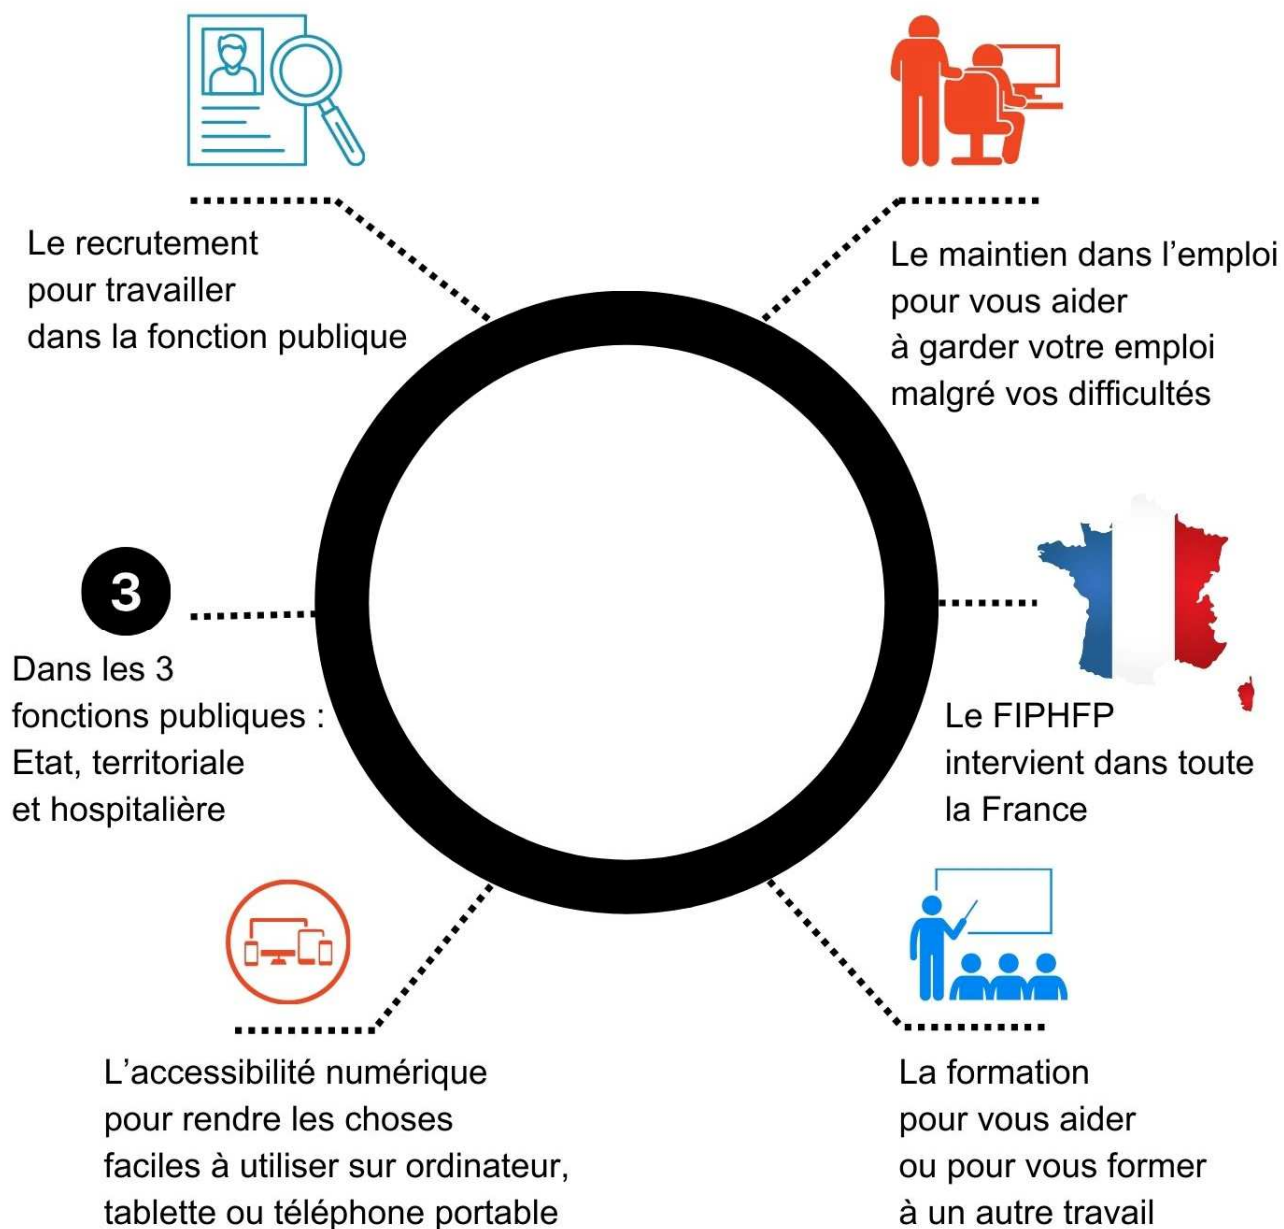 Le recrutement
pour travailler
dans la fonction publique
Le maintien dans l’emploi
pour vous aider
à garder votre emploi
malgré vos difficultés
3
Dans les 3
fonctions publiques :
Etat, territoriale
et hospitalière
Le FIPHFP
intervient dans toute
la France
L’accessibilité numérique
pour rendre les choses
faciles à utiliser sur ordinateur,
tablette ou téléphone portable
La formation
pour vous aider
ou pour vous former
à un autre travail